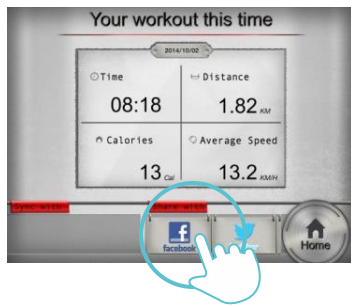 Your workout this time
2014/10/02
Time Distance
08:18 1.82 KM
Calories Average Speed
13 Cal 13.2 KM/H
Sync with Share with
facebook
Home